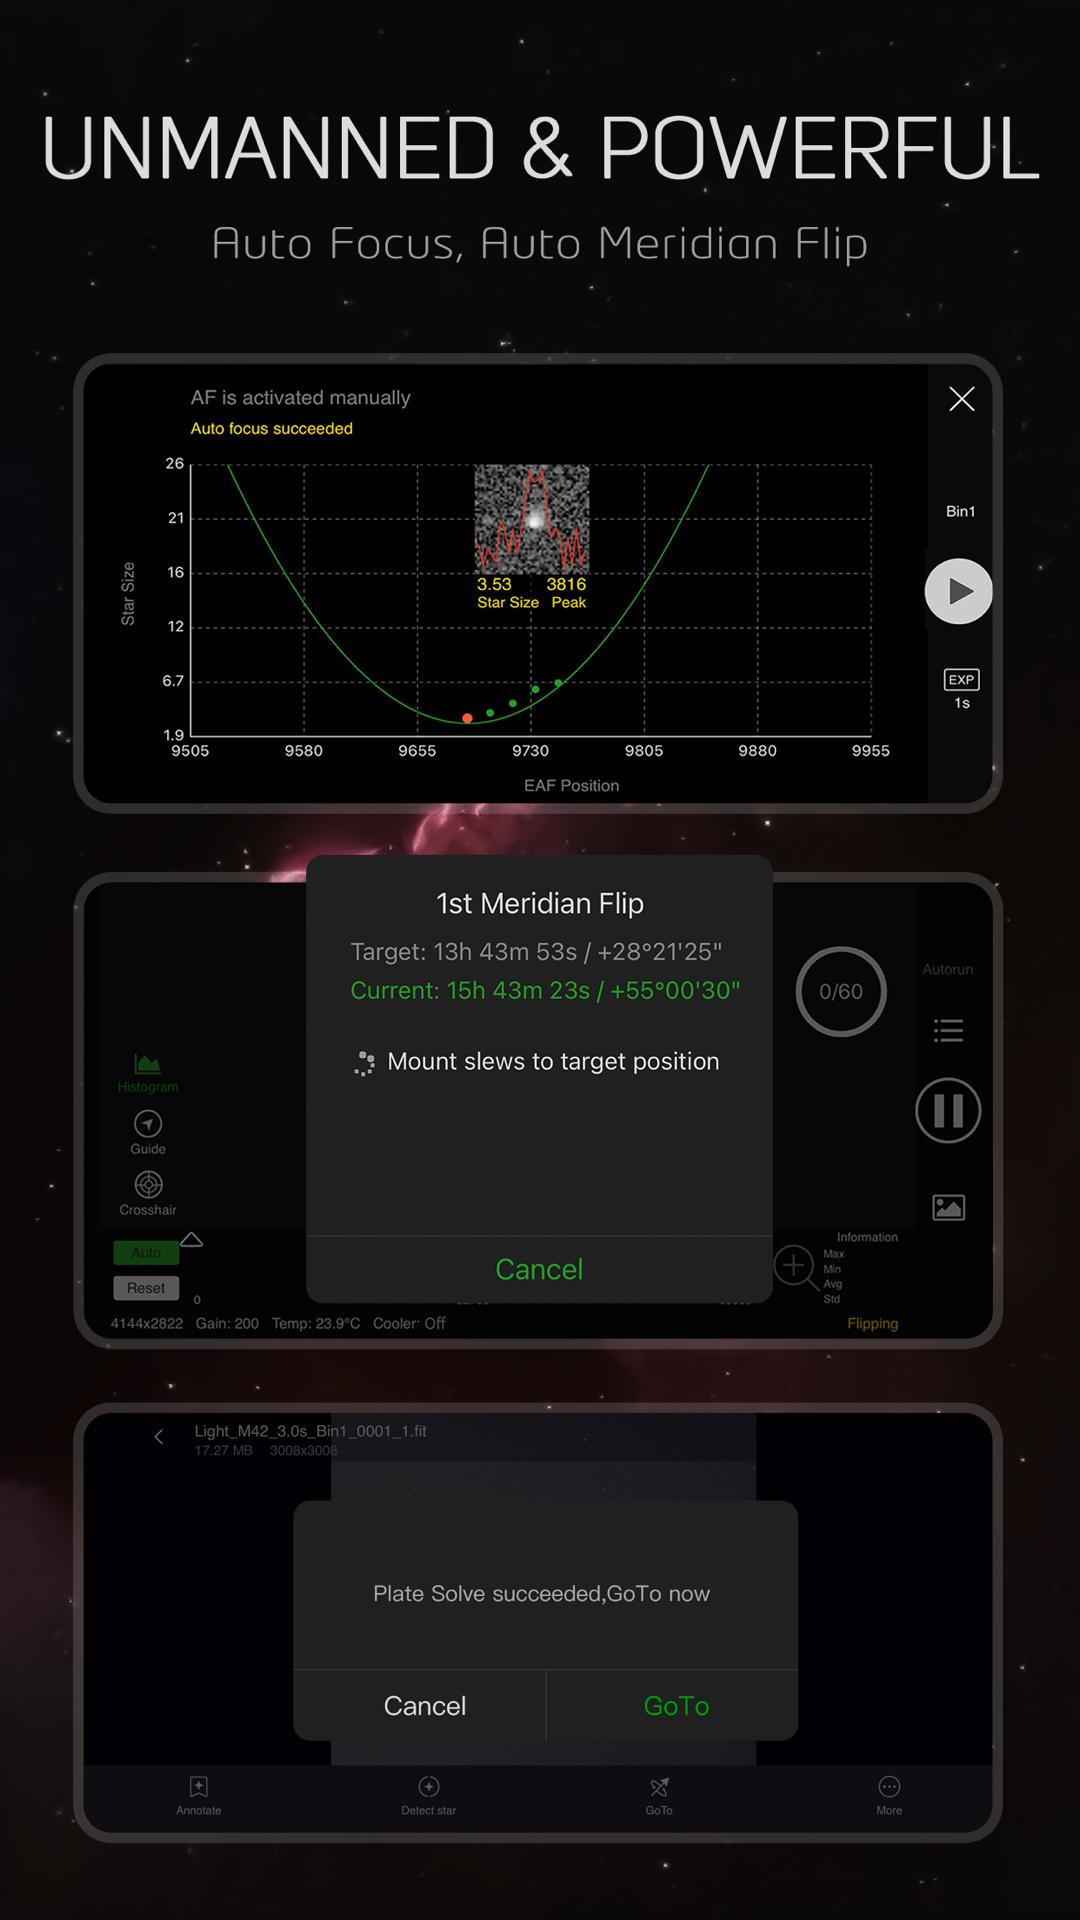 UNMANNED & POWERFUL
Auto Focus, Auto Meridian Flip
AF is activated manually
Auto focus succeeded
26
21
16
12
6.7
1.9
Star Size
3.53 3816
Star Size Peak
9505 9580 9655 9730 9805 9880 9955
EAF Position
Bin1
EXP
1s
1st Meridian Flip
Target: 13h 43m 53s / +28°21'25"
Current: 15h 43m 23s / +55°00'30"
Mount slews to target position
Cancel
0/60
Autorun
Histogram
Guide
Crosshair
Auto
Reset
0
Information
Max
Min
Avg
Std
4144x2822 Gain: 200 Temp: 23.9°C Cooler: Off
Flipping
Light_M42_3.0s_Bin1_0001_1.fit
17.27 MB 3008x3008
Plate Solve succeeded,GoTo now
Cancel GoTo
Annotate Detect star GoTo More